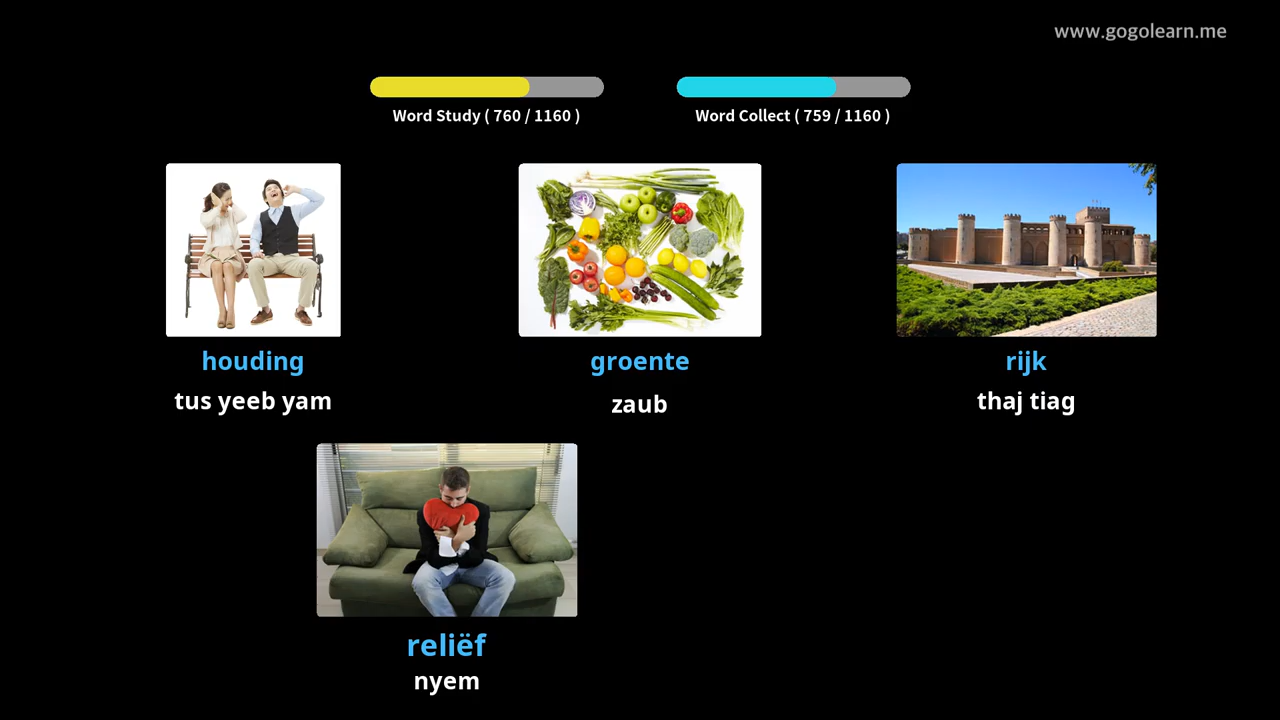 www.gogolearn.me
Word Study ( 760 / 1160 )
Word Collect ( 759 / 1160 )
houding
groente
rijk
tus yeeb yam
zaub
thaj tiag
reliëf
nyem